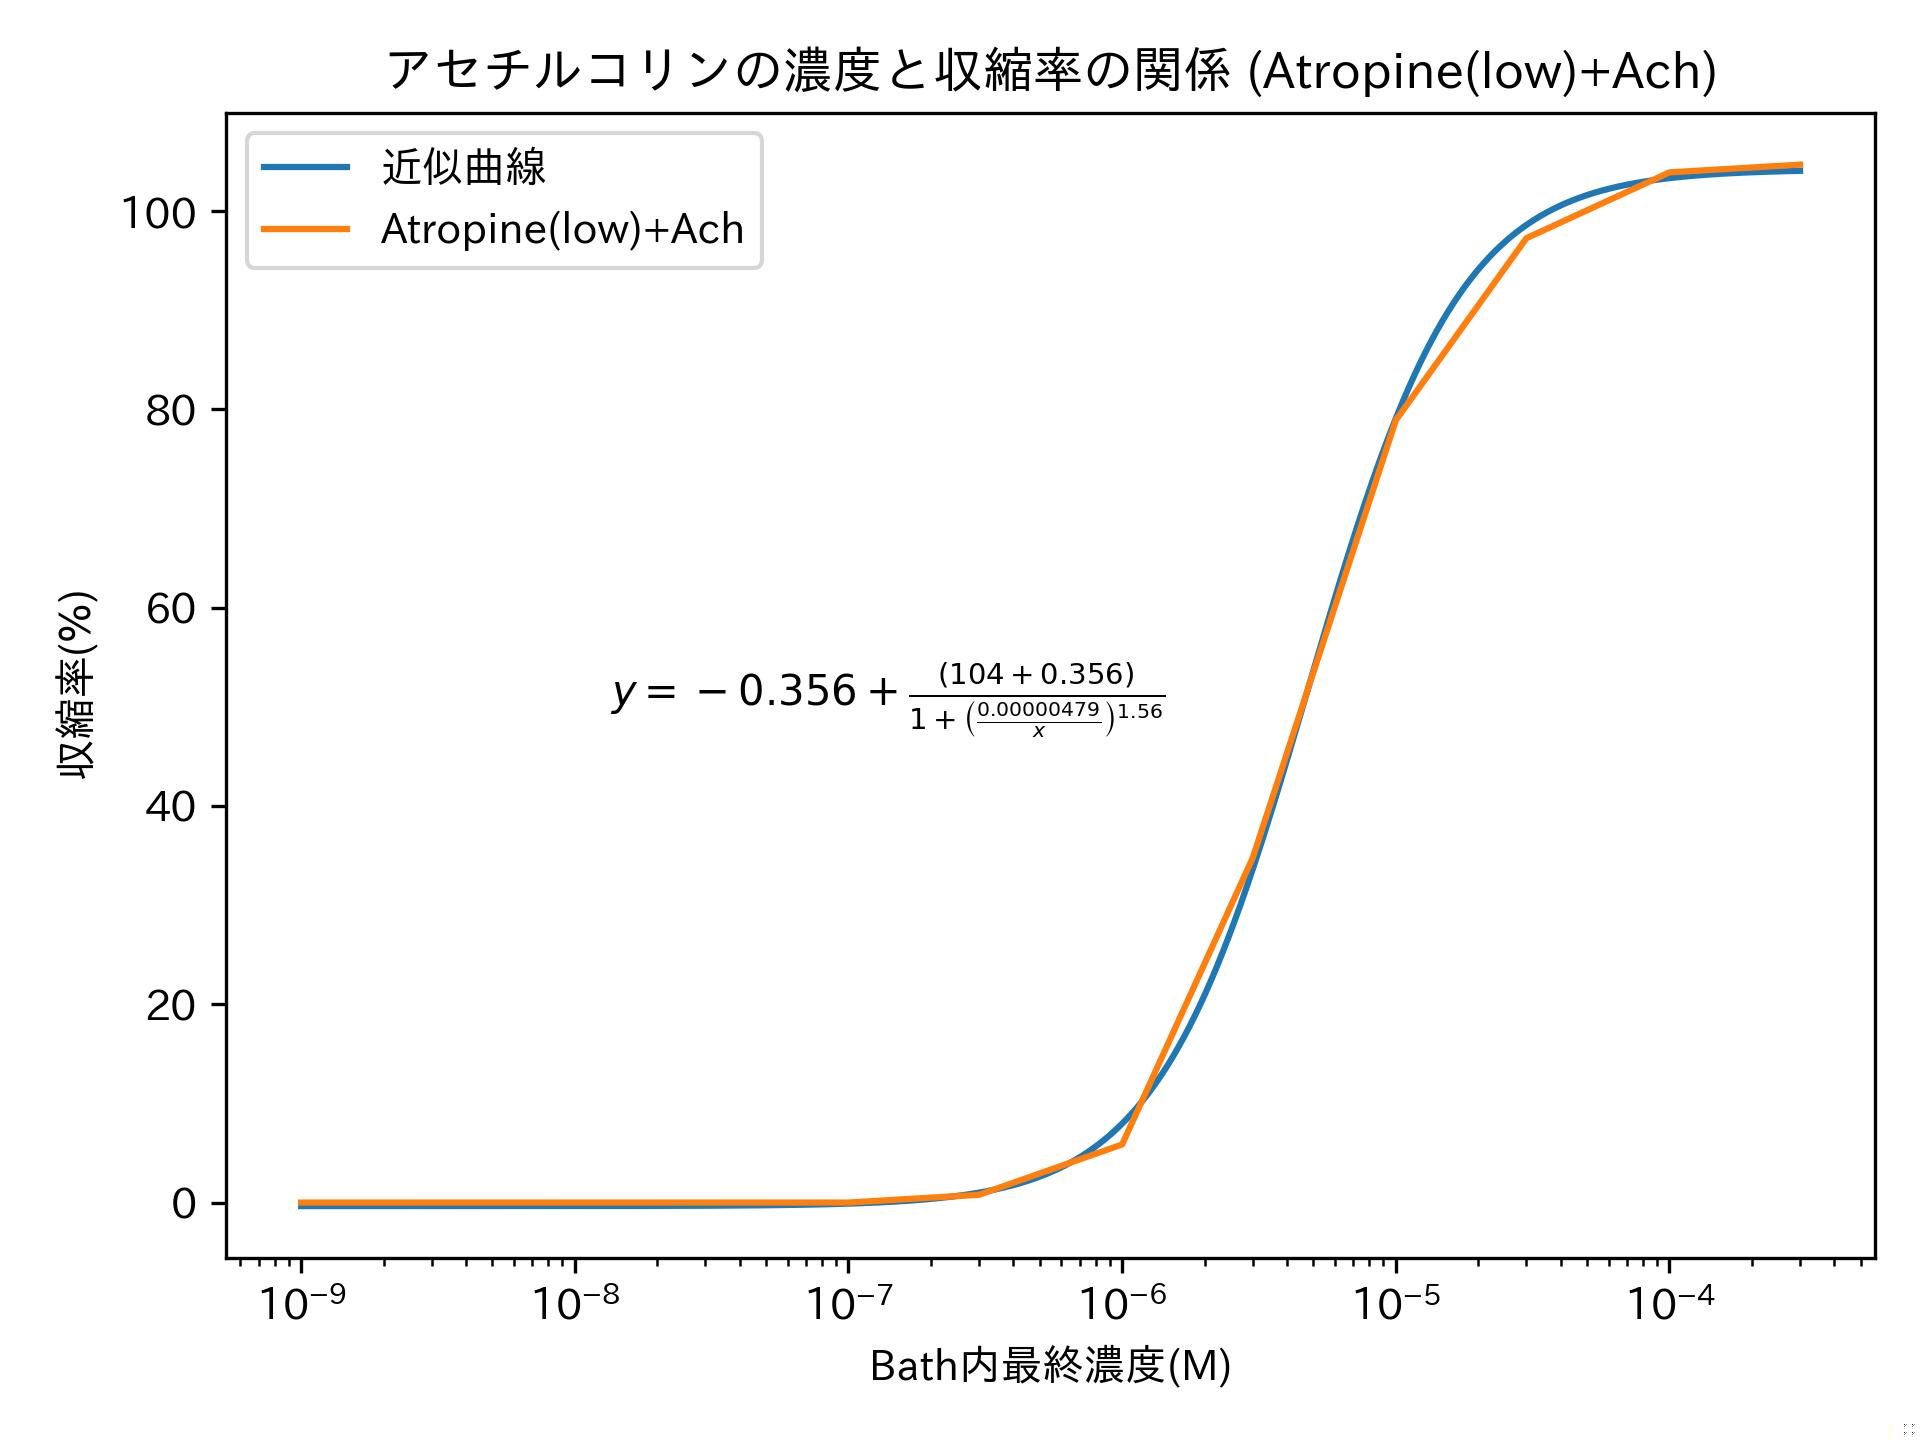 アセチルコリンの濃度と収縮率の関係 (Atropine(low)+Ach)
近似曲線
Atropine(low)+Ach
100
80
60
40
20
0
収縮率(%)
y = − 0.356 + (104 + 0.356) / (1 + (0.00000479 / x)^1.56)
10⁻⁹ 10⁻⁸ 10⁻⁷ 10⁻⁶ 10⁻⁵ 10⁻⁴
Bath内最終濃度(M)